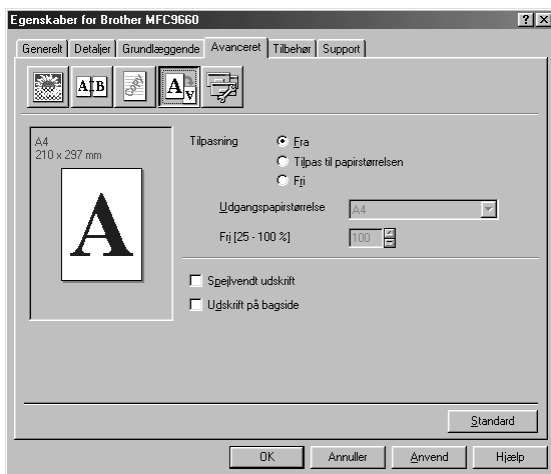 Egenskaber for Brother MFC9660
Generelt Detaljer Grundlæggende Avanceret Tilbehør Support
A B
COPY
A A
A4
210 x 297 mm
A
Tilpasning Fra
Tilpas til papirstørrelsen
Fri
Udgangspapirstørrelse A4
Fri [25 - 100 %] 100
Spejlvendt udskrift
Udskrift på bagside
Standard
OK Annuller Anvend Hjælp